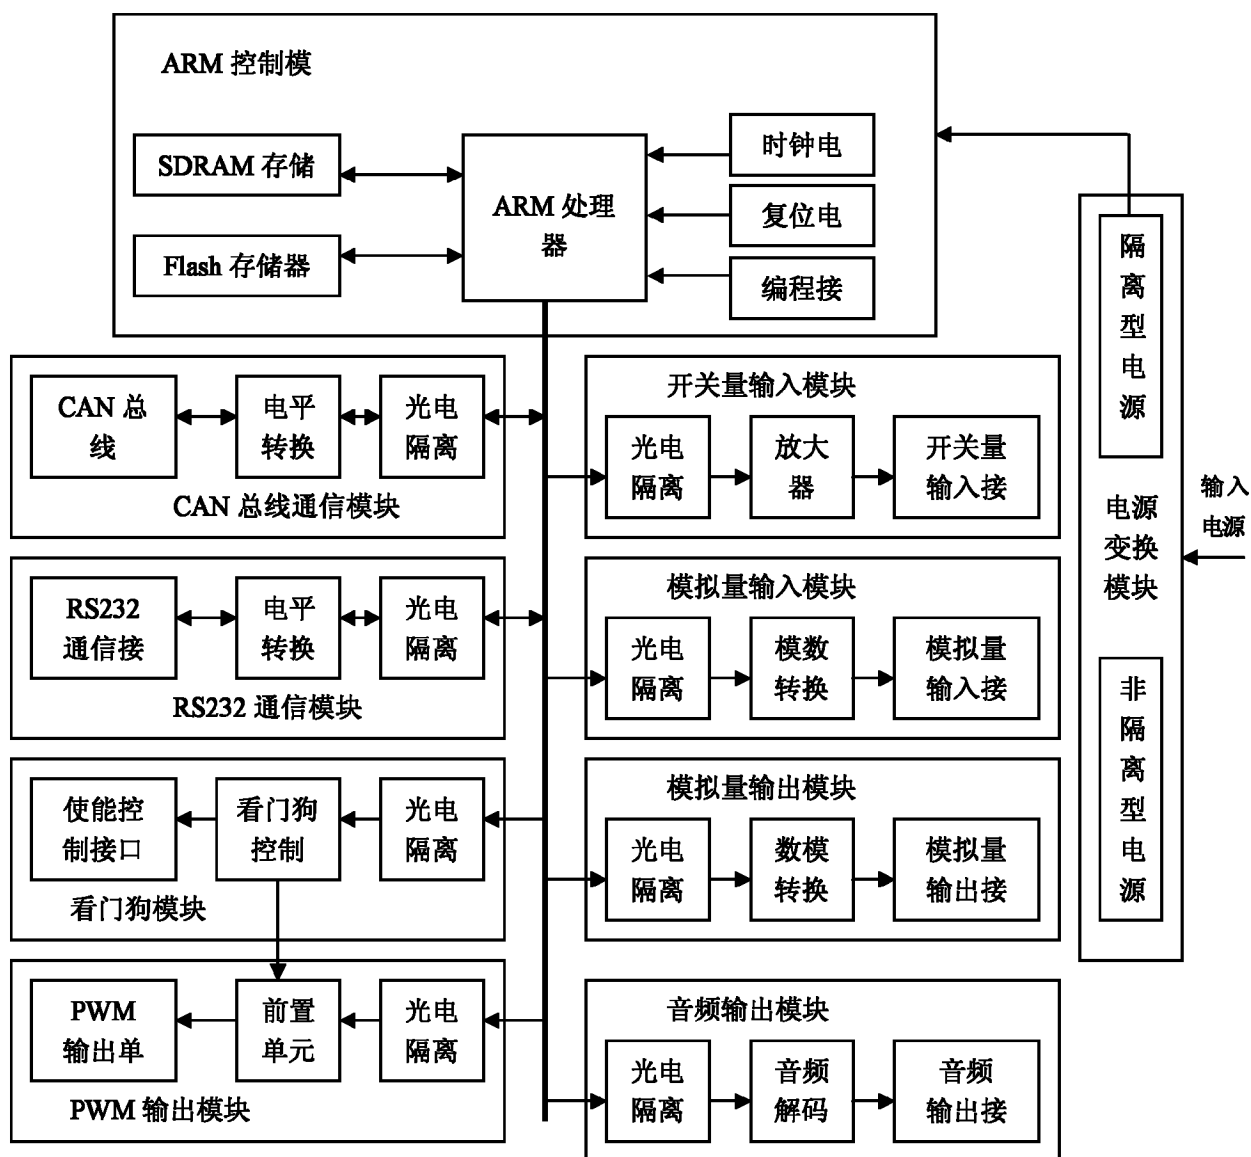 ARM 控制模
SDRAM 存储
Flash 存储器
ARM 处理
器
时钟电
复位电
编程接
CAN 总
线
电平
转换
光电
隔离
CAN 总线通信模块
RS232
通信接
电平
转换
光电
隔离
RS232 通信模块
使能控
制接口
看门狗
控制
光电
隔离
看门狗模块
PWM
输出单
前置
单元
光电
隔离
PWM 输出模块
开关量输入模块
光电
隔离
放大
器
开关量
输入接
模拟量输入模块
光电
隔离
模数
转换
模拟量
输入接
模拟量输出模块
光电
隔离
数模
转换
模拟量
输出接
音频输出模块
光电
隔离
音频
解码
音频
输出接
隔
离
型
电
源
电源
变换
模块
非
隔
离
型
电
源
输入
电源